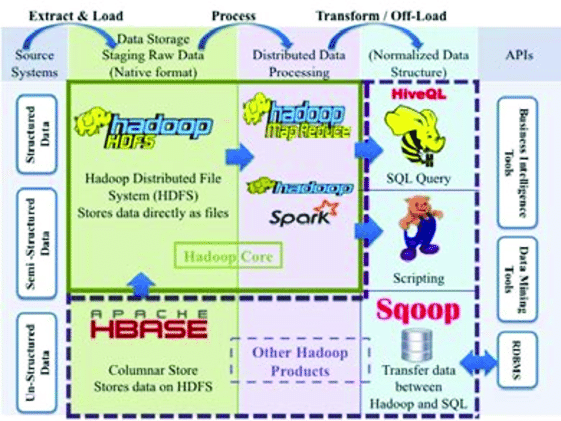 Extract & Load
Process
Transform / Off-Load
Source
Systems
Data Storage
Staging Raw Data
(Native format)
Distributed Data
Processing
(Normalized Data
Structure)
APIs
Structured
Data
Semi-Structured
Data
Un-Structured
Data
hadoop
HDFS
Hadoop Distributed File
System (HDFS)
Stores data directly as files
hadoop
MapReduce
hadoop
Spark
Hadoop Core
HiveQL
SQL Query
Scripting
APACHE
HBASE
Columnar Store
Stores data on HDFS
Other Hadoop
Products
Sqoop
Transfer data
between
Hadoop and SQL
Business Intelligence
Tools
Data Mining
Tools
RDBMS